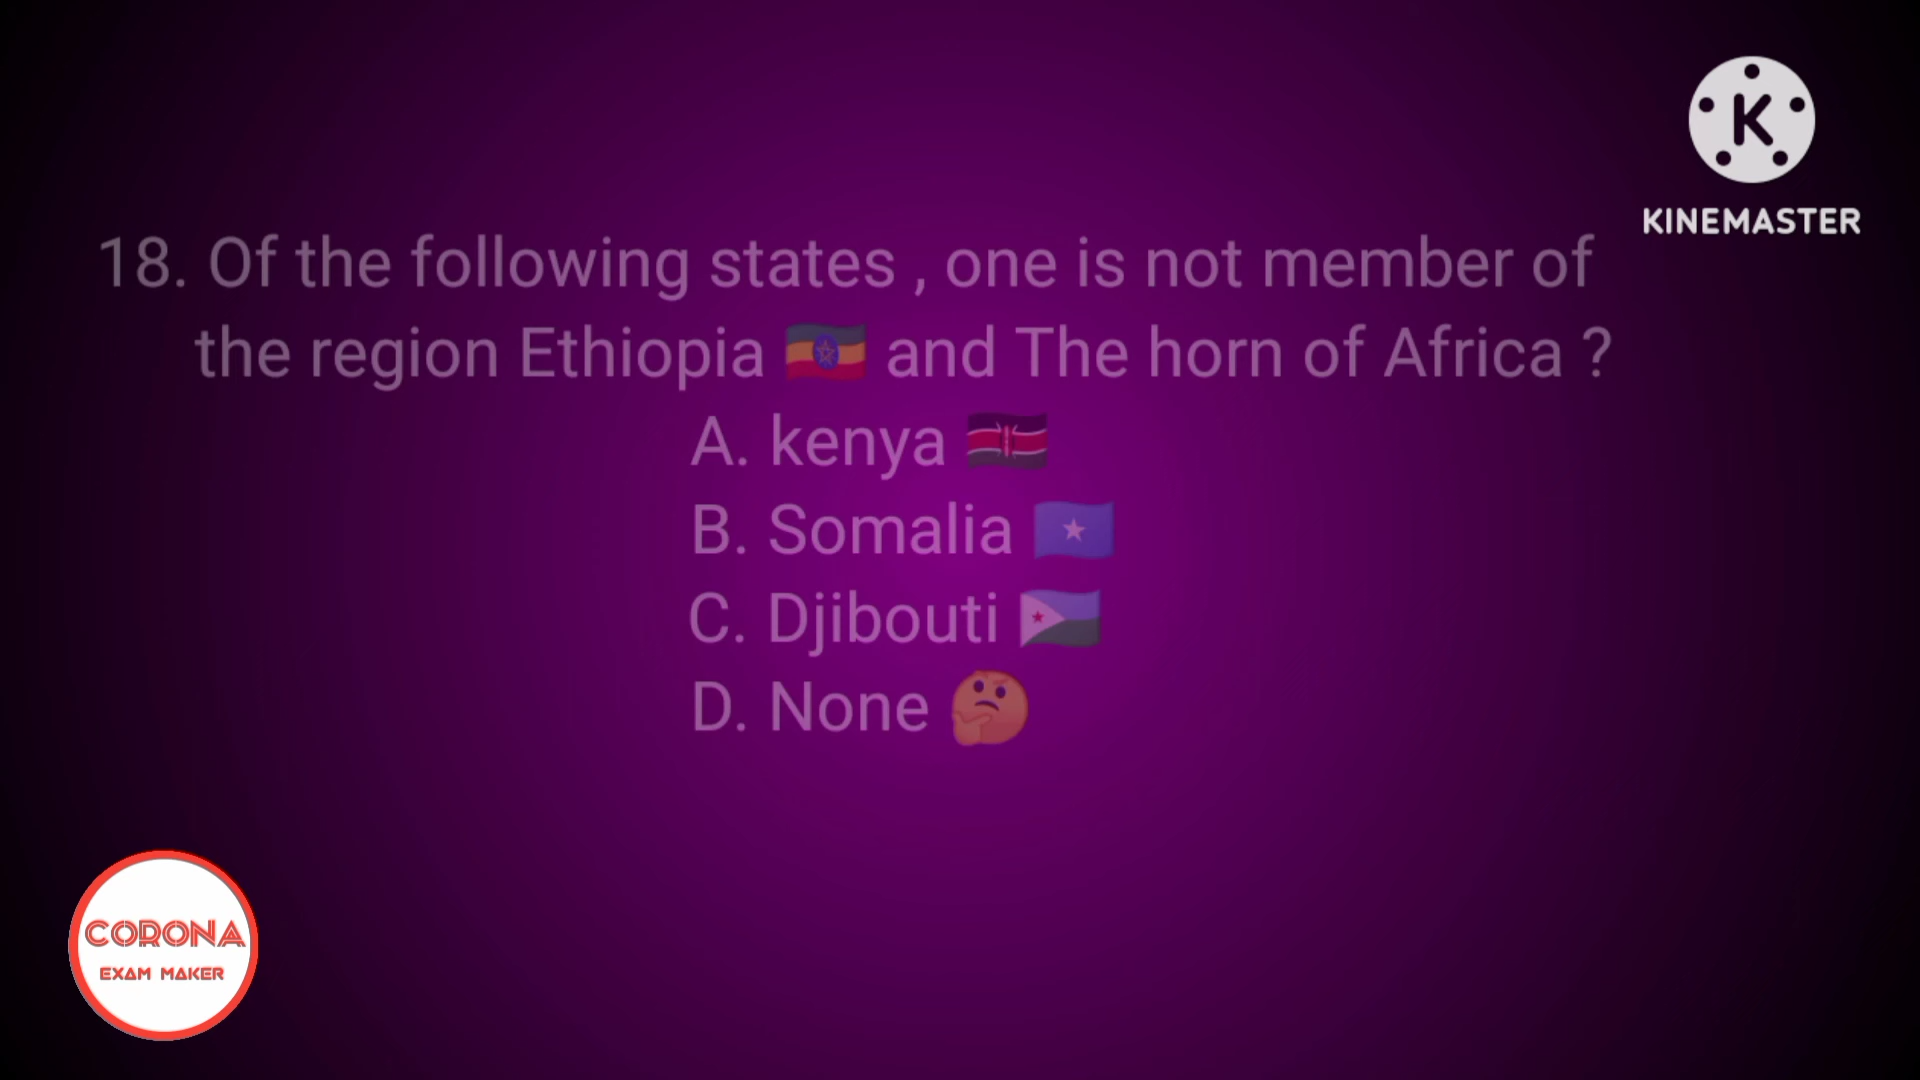 KINEMASTER
18. Of the following states , one is not member of
the region Ethiopia 🇪🇹 and The horn of Africa ?
A. kenya 🇰🇪
B. Somalia 🇸🇴
C. Djibouti 🇩🇯
D. None 🤔
CORONA
EXAM MAKER